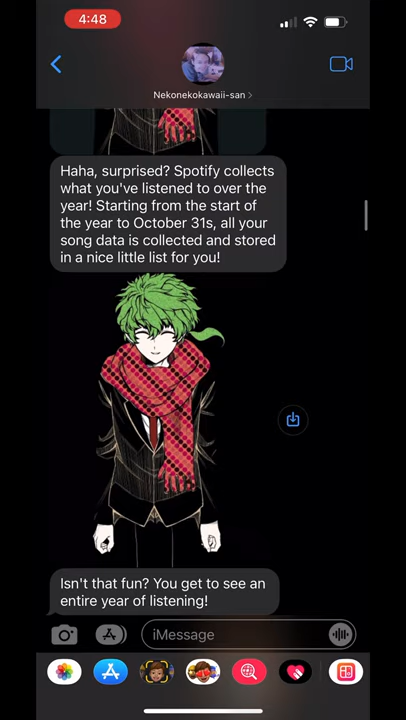 4:48
Nekonekokawaii-san >
Haha, surprised? Spotify collects
what you've listened to over the
year! Starting from the start of
the year to October 31s, all your
song data is collected and stored
in a nice little list for you!
Isn't that fun? You get to see an
entire year of listening!
iMessage